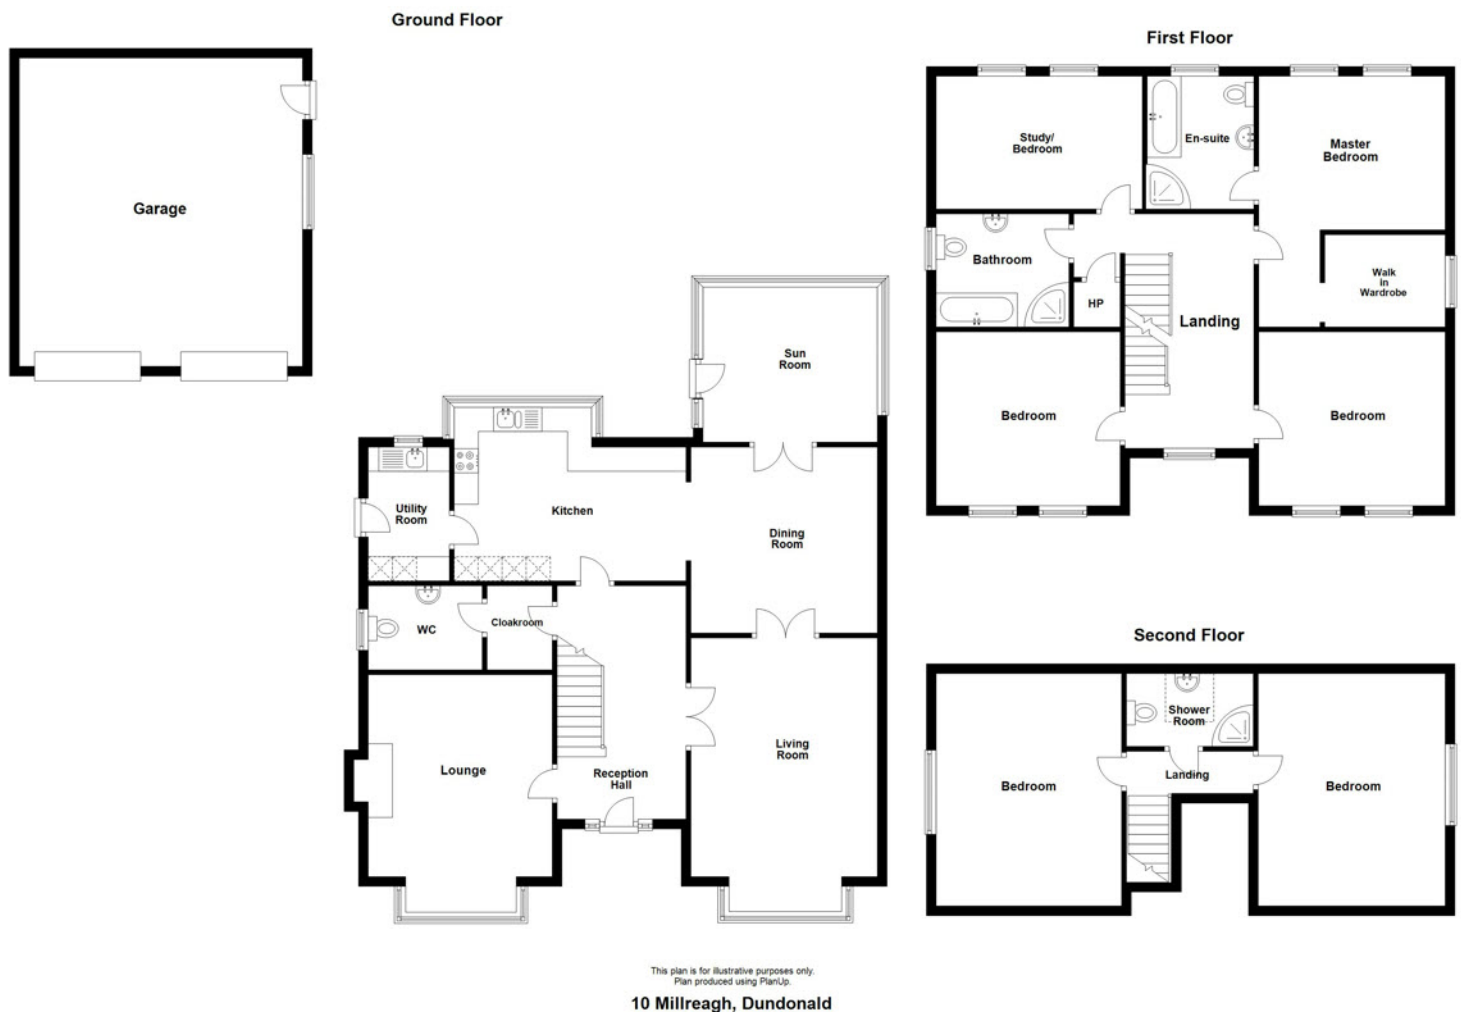 Ground Floor
Garage
Sun
Room
Utility
Room
Kitchen
Dining
Room
WC
Cloakroom
Lounge
Reception
Hall
Living
Room
First Floor
Study/
Bedroom
En-suite
Master
Bedroom
Bathroom
HP
Landing
Walk
in
Wardrobe
Bedroom
Bedroom
Second Floor
Shower
Room
Bedroom
Landing
Bedroom
This plan is for illustrative purposes only.
Plan produced using PlanUp.
10 Millreagh, Dundonald